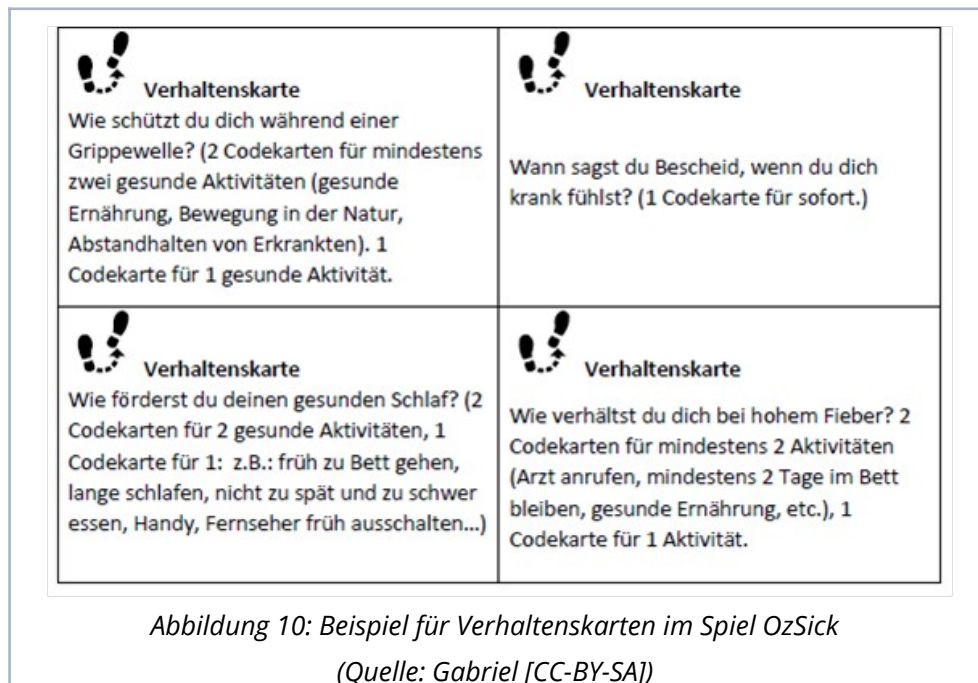 Verhaltenskarte
Wie schützt du dich während einer
Grippewelle? (2 Codekarten für mindestens
zwei gesunde Aktivitäten (gesunde
Ernährung, Bewegung in der Natur,
Abstandhalten von Erkrankten). 1
Codekarte für 1 gesunde Aktivität.
Verhaltenskarte
Wann sagst du Bescheid, wenn du dich
krank fühlst? (1 Codekarte für sofort.)
Verhaltenskarte
Wie förderst du deinen gesunden Schlaf? (2
Codekarten für 2 gesunde Aktivitäten, 1
Codekarte für 1: z.B.: früh zu Bett gehen,
lange schlafen, nicht zu spät und zu schwer
essen, Handy, Fernseher früh ausschalten...)
Verhaltenskarte
Wie verhältst du dich bei hohem Fieber? 2
Codekarten für mindestens 2 Aktivitäten
(Arzt anrufen, mindestens 2 Tage im Bett
bleiben, gesunde Ernährung, etc.), 1
Codekarte für 1 Aktivität.
Abbildung 10: Beispiel für Verhaltenskarten im Spiel OzSick
(Quelle: Gabriel [CC-BY-SA])